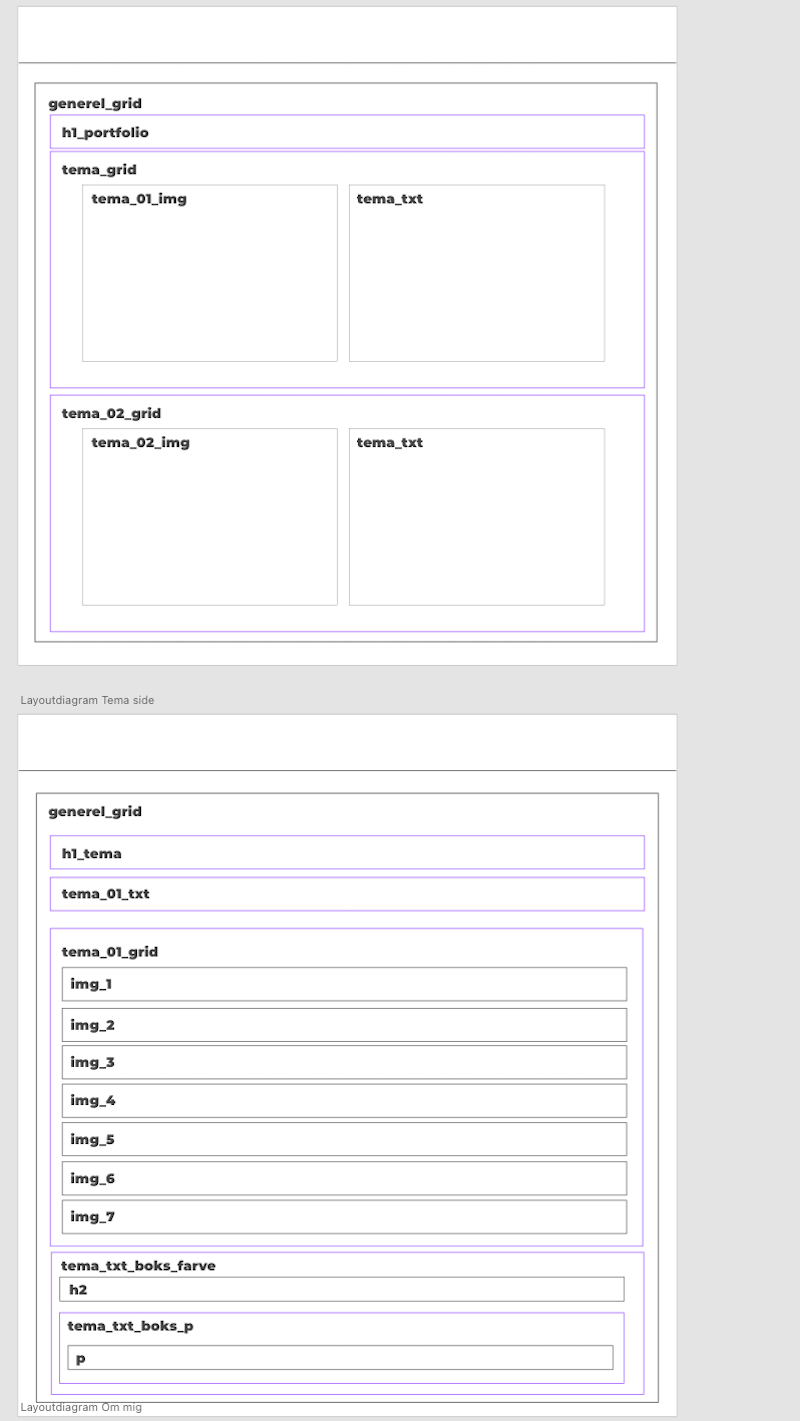 generel_grid
h1_portfolio
tema_grid
tema_01_img
tema_txt
tema_02_grid
tema_02_img
tema_txt
Layoutdiagram Tema side
generel_grid
h1_tema
tema_01_txt
tema_01_grid
img_1
img_2
img_3
img_4
img_5
img_6
img_7
tema_txt_boks_farve
h2
tema_txt_boks_p
p
Layoutdiagram Om mig